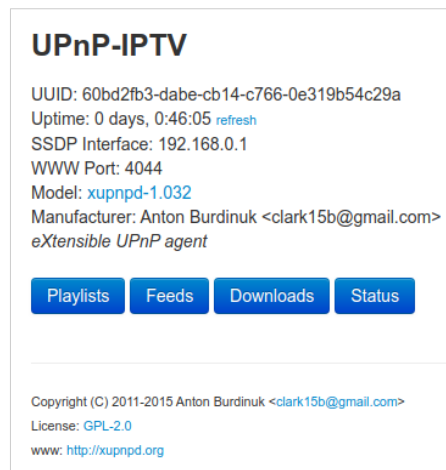 UPnP-IPTV
UUID: 60bd2fb3-dabe-cb14-c766-0e319b54c29a
Uptime: 0 days, 0:46:05 refresh
SSDP Interface: 192.168.0.1
WWW Port: 4044
Model: xupnpd-1.032
Manufacturer: Anton Burdinuk <clark15b@gmail.com>
eXtensible UPnP agent
Playlists Feeds Downloads Status
Copyright (C) 2011-2015 Anton Burdinuk <clark15b@gmail.com>
License: GPL-2.0
www: http://xupnpd.org